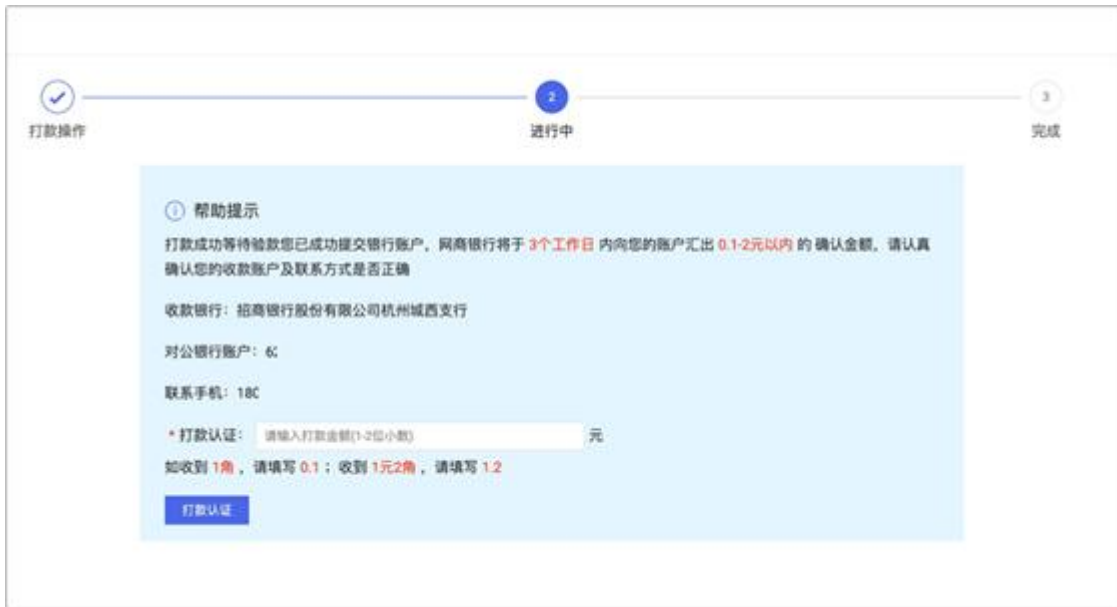 2
3
打款操作
进行中
完成
帮助提示
打款成功等待验款您已成功提交银行账户，网商银行将于 3个工作日 内向您的账户汇出 0.1-2元以内 的 确认金额，请认真
确认您的收款账户及联系方式是否正确
收款银行：招商银行股份有限公司杭州城西支行
对公银行账户：6
联系手机：180
* 打款认证： 请输入打款金额(1-2位小数) 元
如收到 1角 ，请填写 0.1 ；收到 1元2角 ，请填写 1.2
打款认证